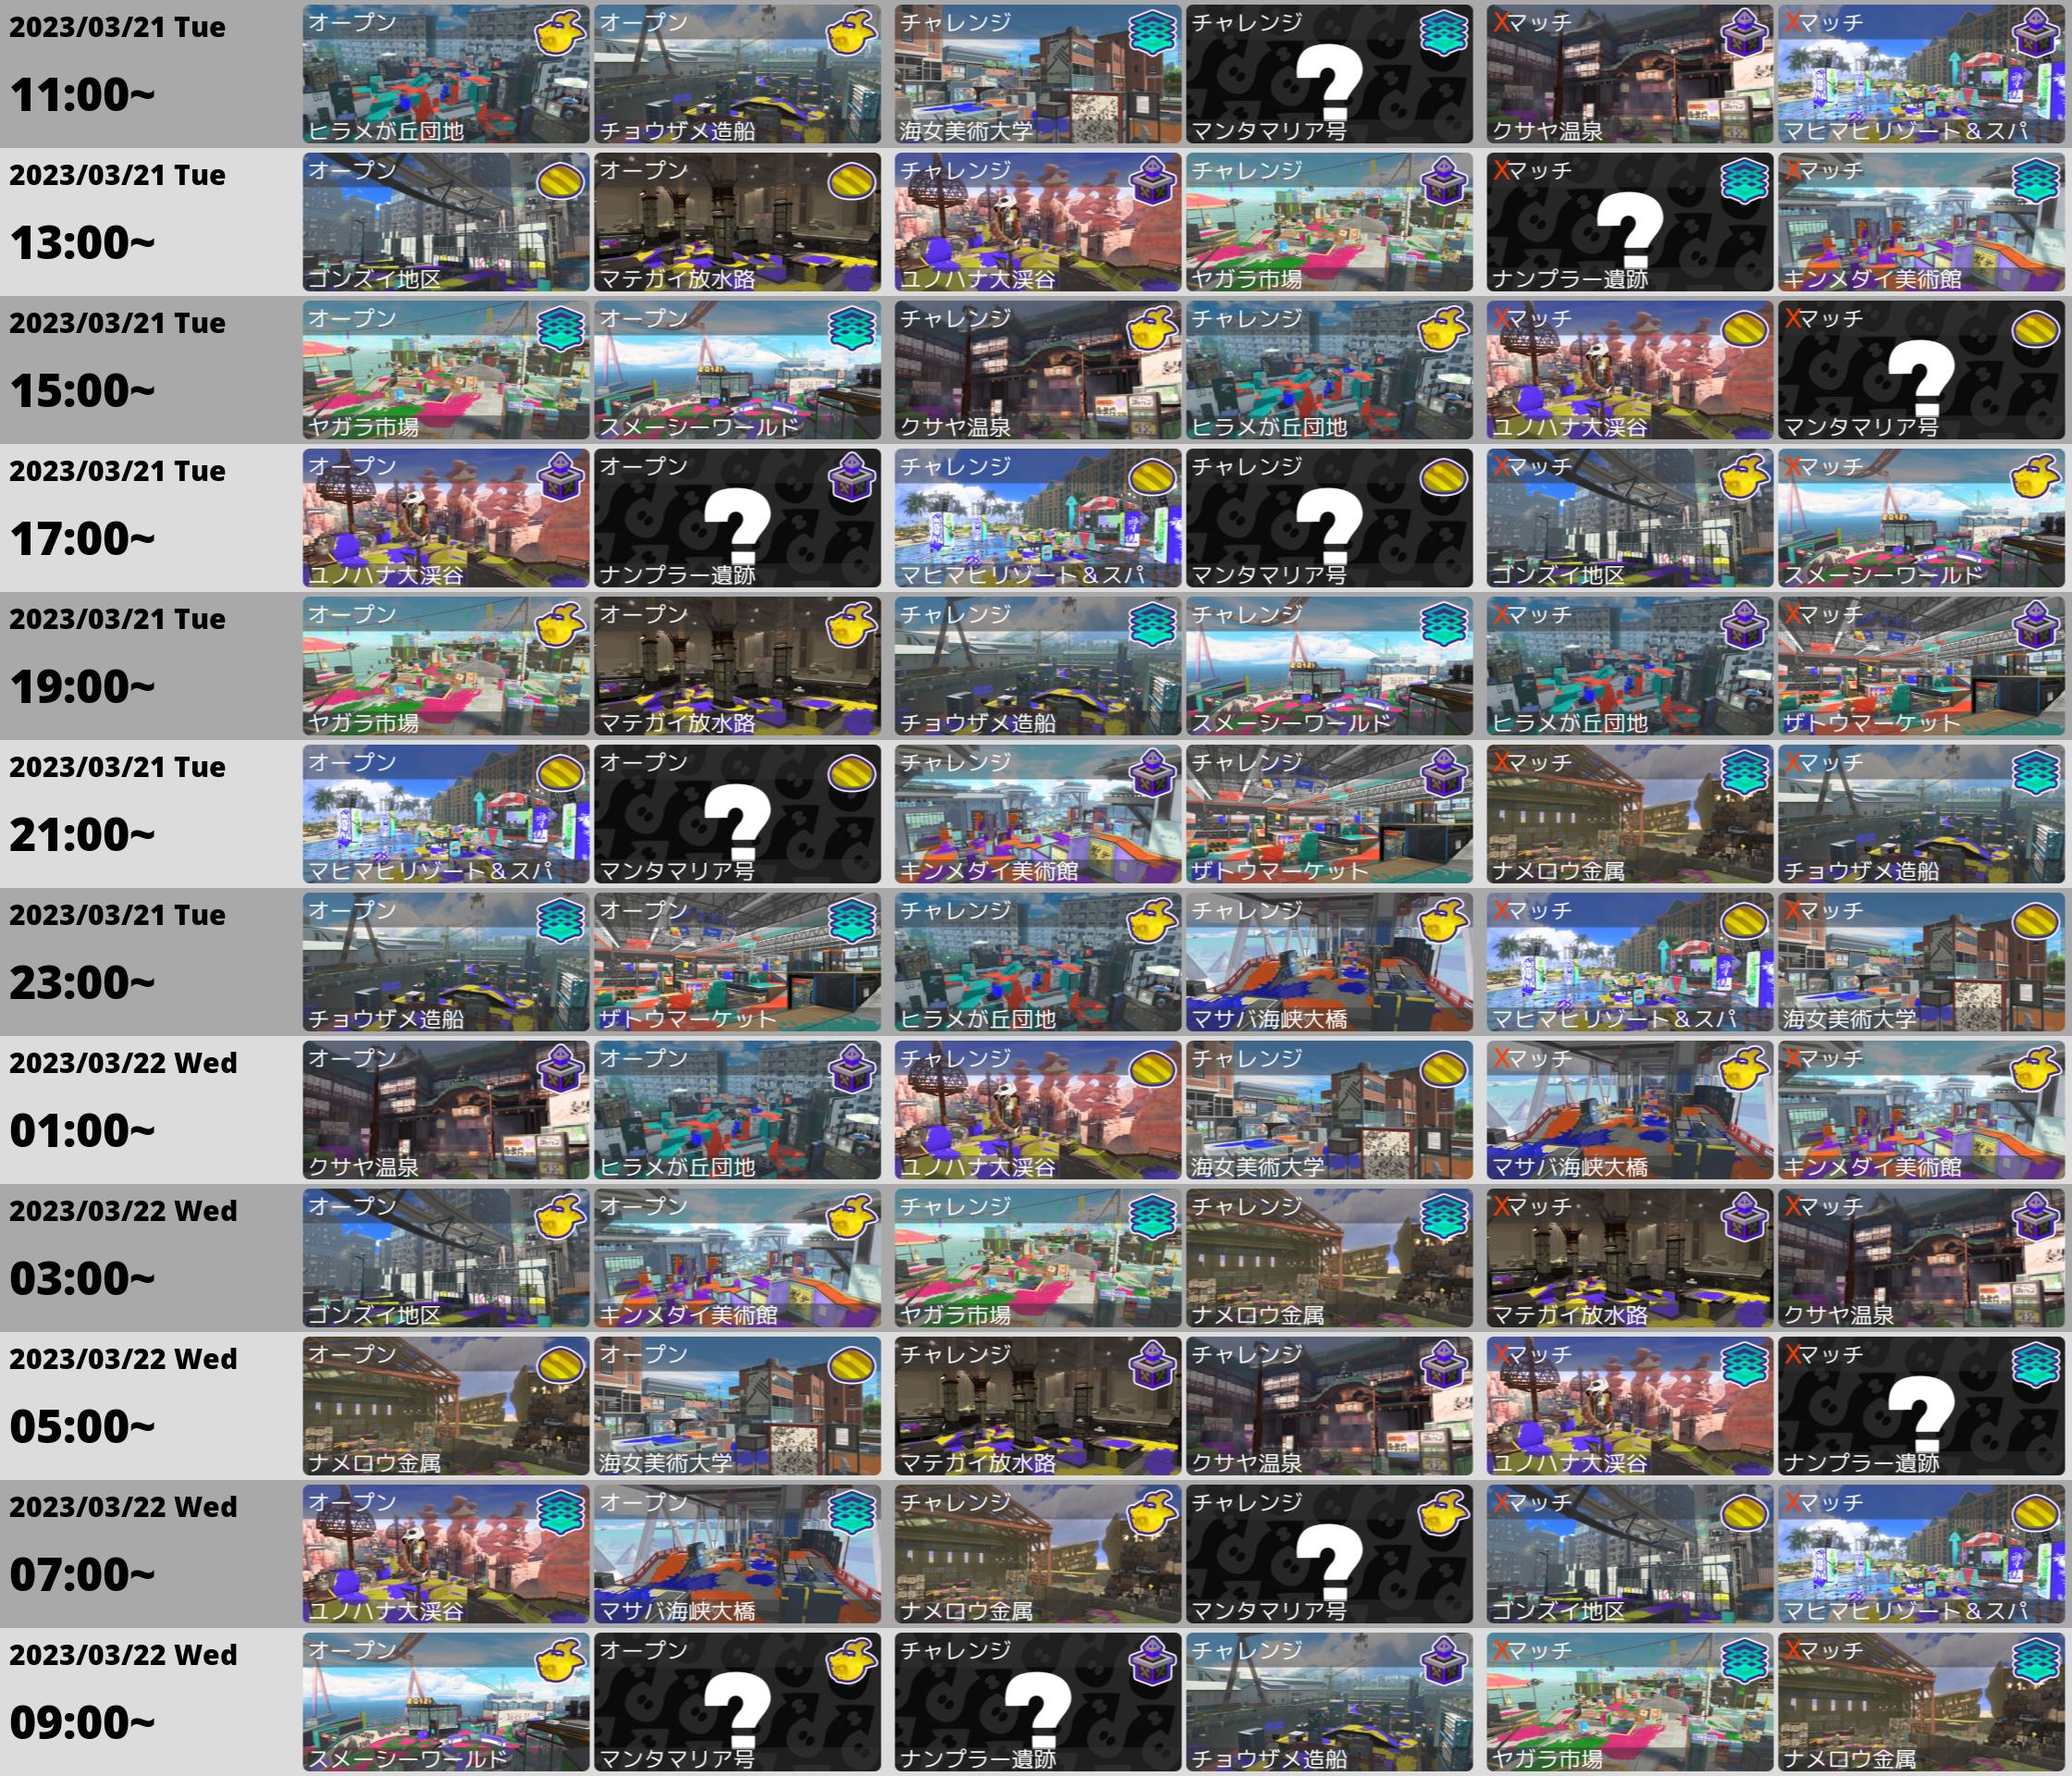 2023/03/21 Tue
11:00~
オープン
ヒラメが丘団地
オープン
チョウザメ造船
チャレンジ
海女美術大学
チャレンジ
マンタマリア号
Xマッチ
クサヤ温泉
Xマッチ
マヒマヒリゾート&スパ
2023/03/21 Tue
13:00~
オープン
ゴンズイ地区
オープン
マテガイ放水路
チャレンジ
ユノハナ大渓谷
チャレンジ
ヤガラ市場
Xマッチ
ナンプラー遺跡
Xマッチ
キンメダイ美術館
2023/03/21 Tue
15:00~
オープン
ヤガラ市場
オープン
スメーシーワールド
チャレンジ
クサヤ温泉
チャレンジ
ヒラメが丘団地
Xマッチ
ユノハナ大渓谷
Xマッチ
マンタマリア号
2023/03/21 Tue
17:00~
オープン
ユノハナ大渓谷
オープン
ナンプラー遺跡
チャレンジ
マヒマヒリゾート&スパ
チャレンジ
マンタマリア号
Xマッチ
ゴンズイ地区
Xマッチ
スメーシーワールド
2023/03/21 Tue
19:00~
オープン
ヤガラ市場
オープン
マテガイ放水路
チャレンジ
チョウザメ造船
チャレンジ
スメーシーワールド
Xマッチ
ヒラメが丘団地
Xマッチ
ザトウマーケット
2023/03/21 Tue
21:00~
オープン
マヒマヒリゾート&スパ
オープン
マンタマリア号
チャレンジ
キンメダイ美術館
チャレンジ
ザトウマーケット
Xマッチ
ナメロウ金属
Xマッチ
チョウザメ造船
2023/03/21 Tue
23:00~
オープン
チョウザメ造船
オープン
ザトウマーケット
チャレンジ
ヒラメが丘団地
チャレンジ
マサバ海峡大橋
Xマッチ
マヒマヒリゾート&スパ
Xマッチ
海女美術大学
2023/03/22 Wed
01:00~
オープン
クサヤ温泉
オープン
ヒラメが丘団地
チャレンジ
ユノハナ大渓谷
チャレンジ
海女美術大学
Xマッチ
マサバ海峡大橋
Xマッチ
キンメダイ美術館
2023/03/22 Wed
03:00~
オープン
ゴンズイ地区
オープン
キンメダイ美術館
チャレンジ
ヤガラ市場
チャレンジ
ナメロウ金属
Xマッチ
マテガイ放水路
Xマッチ
クサヤ温泉
2023/03/22 Wed
05:00~
オープン
ナメロウ金属
オープン
海女美術大学
チャレンジ
マテガイ放水路
チャレンジ
クサヤ温泉
Xマッチ
ユノハナ大渓谷
Xマッチ
ナンプラー遺跡
2023/03/22 Wed
07:00~
オープン
ユノハナ大渓谷
オープン
マサバ海峡大橋
チャレンジ
ナメロウ金属
チャレンジ
マンタマリア号
Xマッチ
ゴンズイ地区
Xマッチ
マヒマヒリゾート&スパ
2023/03/22 Wed
09:00~
オープン
スメーシーワールド
オープン
マンタマリア号
チャレンジ
ナンプラー遺跡
チャレンジ
チョウザメ造船
Xマッチ
ヤガラ市場
Xマッチ
ナメロウ金属